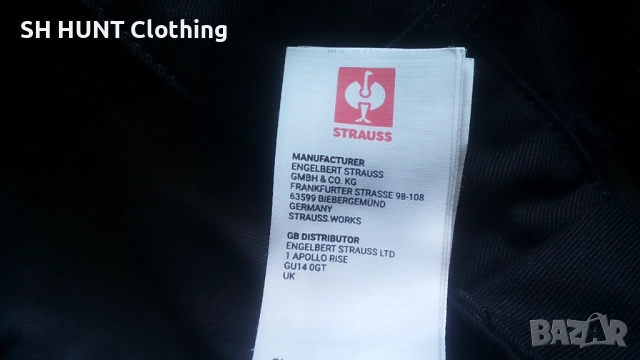 SH HUNT Clothing
STRAUSS
MANUFACTURER
ENGELBERT STRAUSS
GMBH & CO. KG
FRANKFURTER STRASSE 98-108
63599 BIEBERGEMÜND
GERMANY
STRAUSS.WORKS
GB DISTRIBUTOR
ENGELBERT STRAUSS LTD
1 APOLLO RISE
GU14 0GT
UK
BAZAR